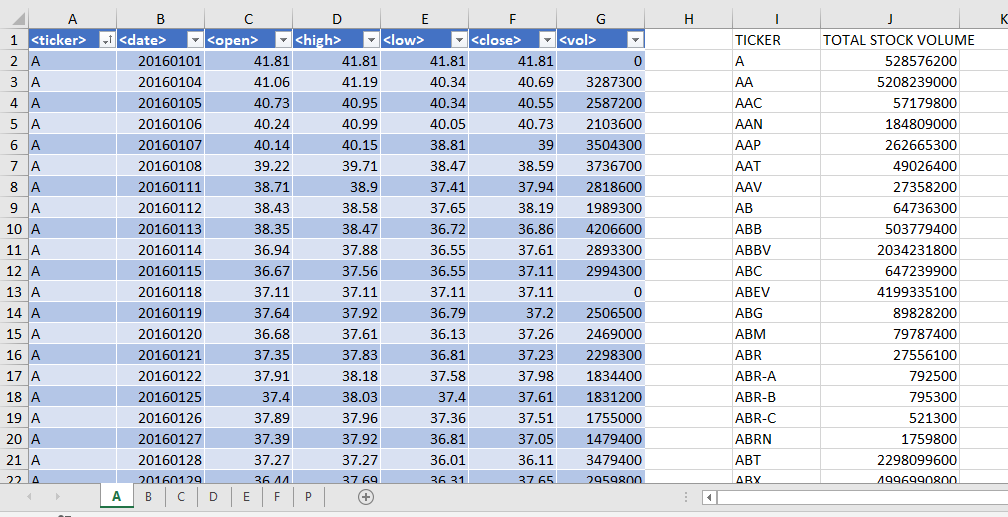 A B C D E F G H I J K
1 <ticker> <date> <open> <high> <low> <close> <vol> TICKER TOTAL STOCK VOLUME
2 A 20160101 41.81 41.81 41.81 41.81 0 A 528576200
3 A 20160104 41.06 41.19 40.34 40.69 3287300 AA 5208239000
4 A 20160105 40.73 40.95 40.34 40.55 2587200 AAC 57179800
5 A 20160106 40.24 40.99 40.05 40.73 2103600 AAN 184809000
6 A 20160107 40.14 40.15 38.81 39 3504300 AAP 262665300
7 A 20160108 39.22 39.71 38.47 38.59 3736700 AAT 49026400
8 A 20160111 38.71 38.9 37.41 37.94 2818600 AAV 27358200
9 A 20160112 38.43 38.58 37.65 38.19 1989300 AB 64736300
10 A 20160113 38.35 38.47 36.72 36.86 4206600 ABB 503779400
11 A 20160114 36.94 37.88 36.55 37.61 2893300 ABBV 2034231800
12 A 20160115 36.67 37.56 36.55 37.11 2994300 ABC 647239900
13 A 20160118 37.11 37.11 37.11 37.11 0 ABEV 4199335100
14 A 20160119 37.64 37.92 36.79 37.2 2506500 ABG 89828200
15 A 20160120 36.68 37.61 36.13 37.26 2469000 ABM 79787400
16 A 20160121 37.35 37.83 36.81 37.23 2298300 ABR 27556100
17 A 20160122 37.91 38.18 37.58 37.98 1834400 ABR-A 792500
18 A 20160125 37.4 38.03 37.4 37.61 1831200 ABR-B 795300
19 A 20160126 37.89 37.96 37.36 37.51 1755000 ABR-C 521300
20 A 20160127 37.39 37.92 36.81 37.05 1479400 ABRN 1759800
21 A 20160128 37.27 37.27 36.01 36.11 3479400 ABT 2298099600
22 A 20160129 36.44 37.69 36.31 37.65 2959800 ABX 4996990800
A B C D E F P